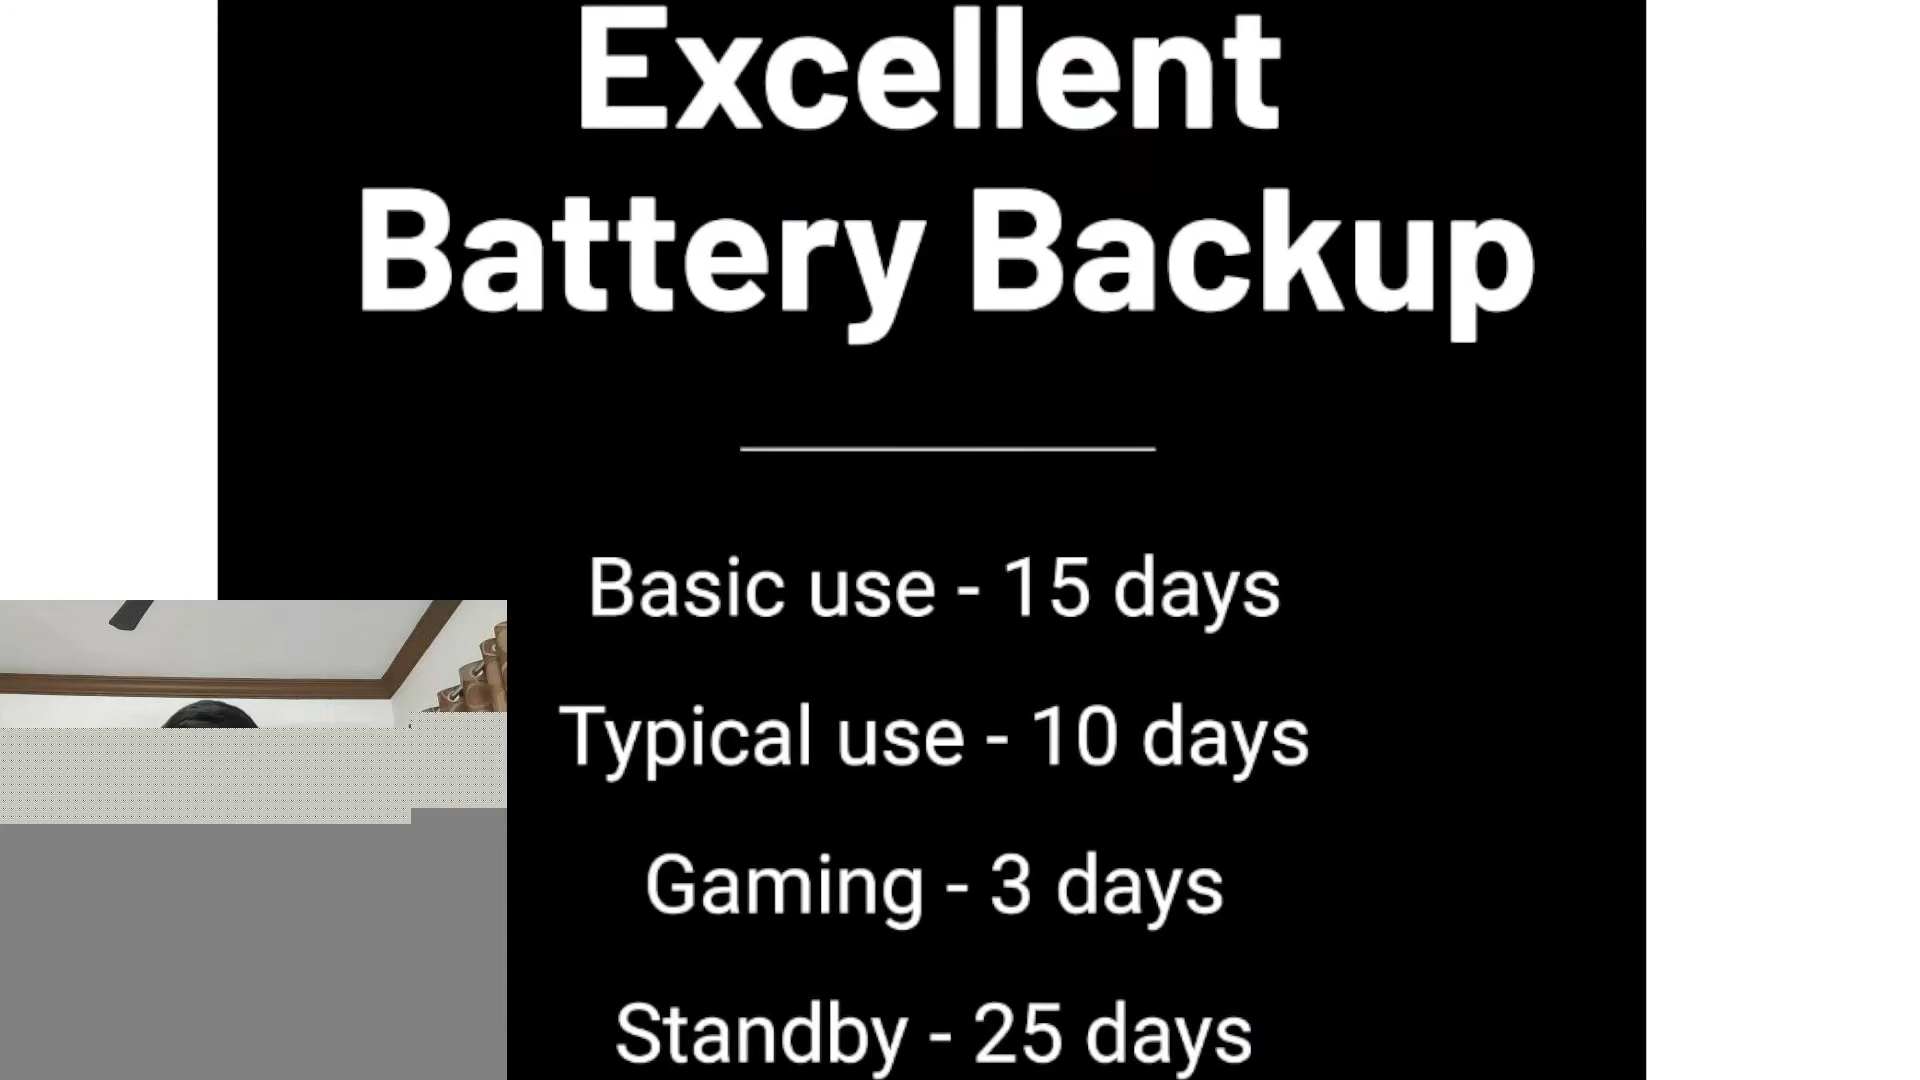 Excellent
Battery Backup
Basic use - 15 days
Typical use - 10 days
Gaming - 3 days
Standby - 25 days